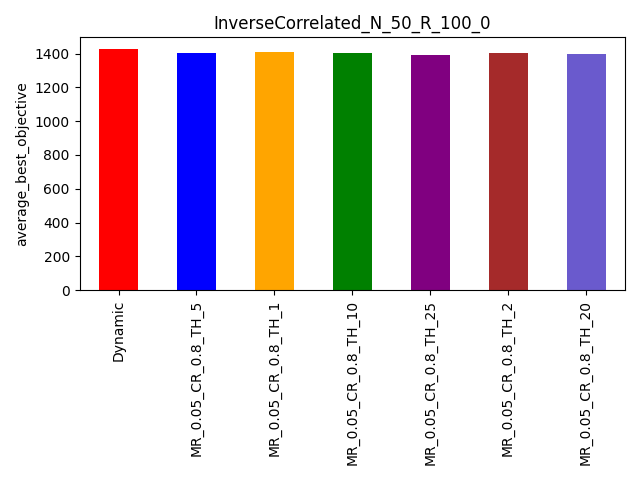 InverseCorrelated_N_50_R_100_0
average_best_objective
1400
1200
1000
800
600
400
200
0
Dynamic
MR_0.05_CR_0.8_TH_5
MR_0.05_CR_0.8_TH_1
MR_0.05_CR_0.8_TH_10
MR_0.05_CR_0.8_TH_25
MR_0.05_CR_0.8_TH_2
MR_0.05_CR_0.8_TH_20